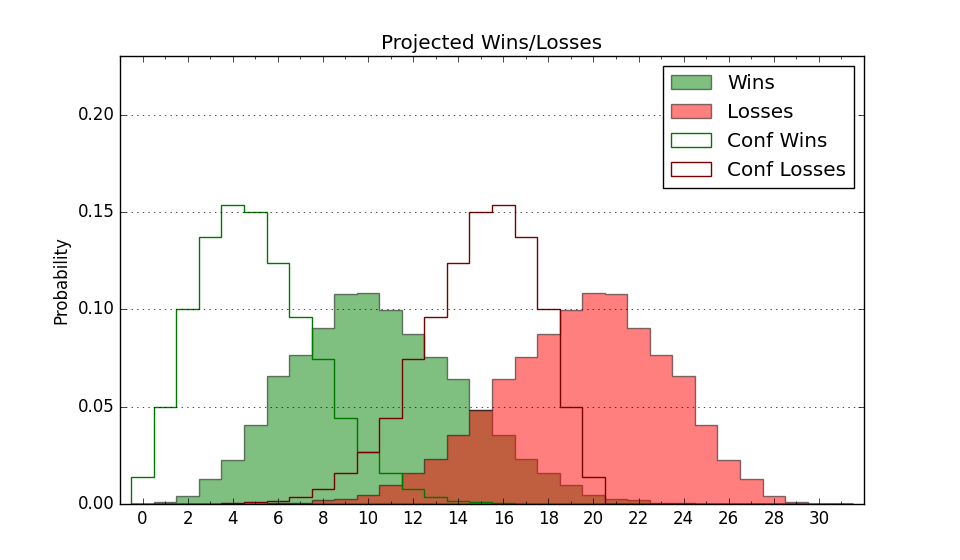 Projected Wins/Losses
Wins
Losses
Conf Wins
Conf Losses
Probability
0.20
0.15
0.10
0.05
0.00
0 2 4 6 8 10 12 14 16 18 20 22 24 26 28 30